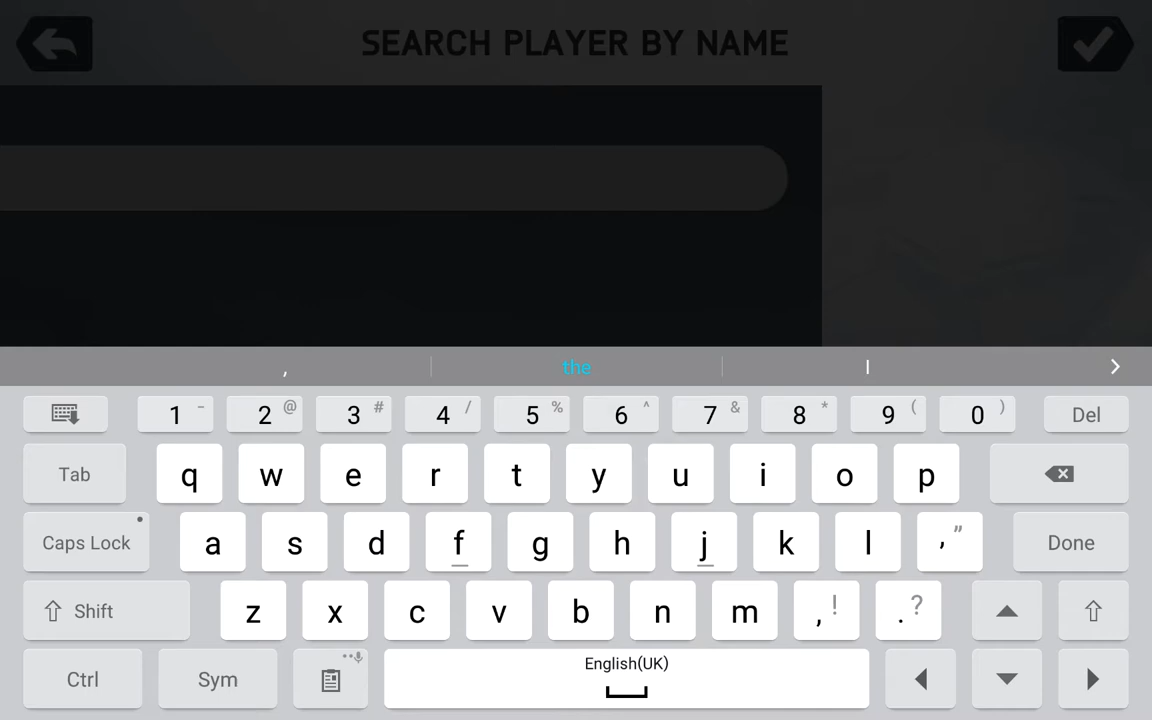 SEARCH PLAYER BY NAME
, the I
1 - 2 @ 3 # 4 / 5 % 6 ^ 7 & 8 * 9 ( 0 ) Del
Tab q w e r t y u i o p
Caps Lock a s d f g h j k l ' " Done
Shift z x c v b n m , ! . ?
Ctrl Sym English(UK)